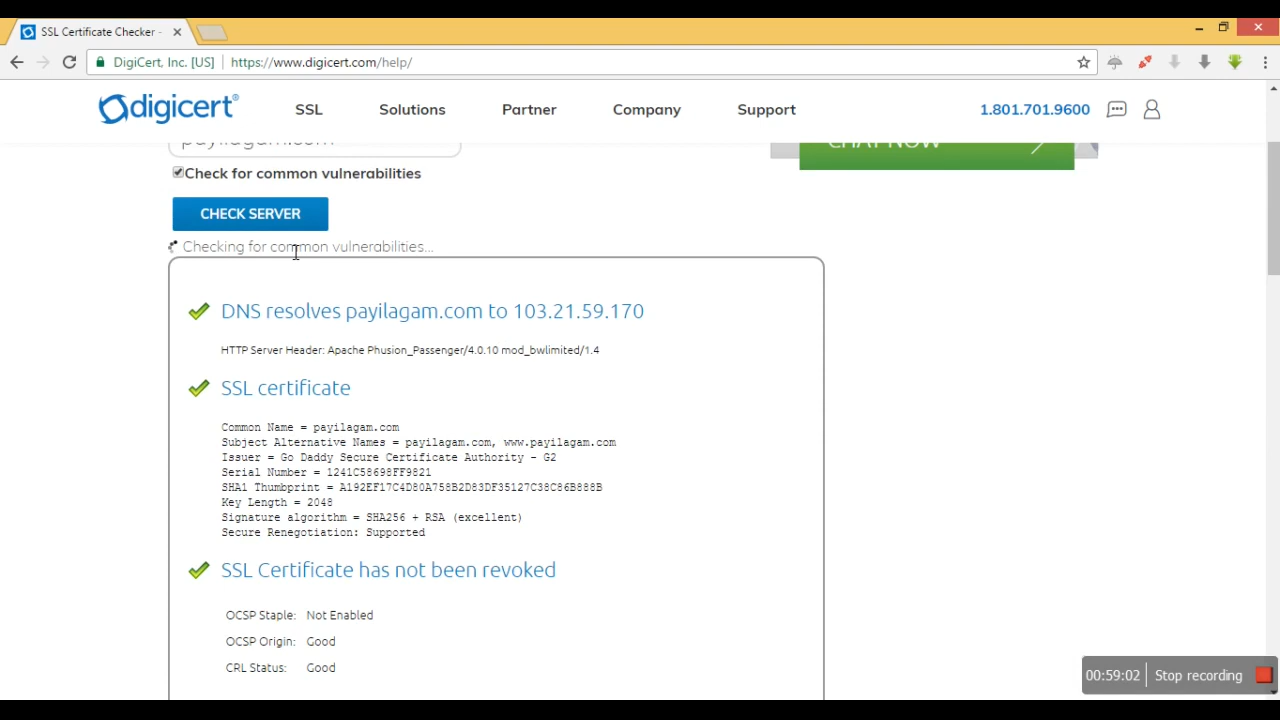 SSL Certificate Checker -
DigiCert, Inc. [US] https://www.digicert.com/help/
digicert®
SSL
Solutions
Partner
Company
Support
1.801.701.9600
payilagam.com
CHAT NOW
Check for common vulnerabilities
CHECK SERVER
Checking for common vulnerabilities...
DNS resolves payilagam.com to 103.21.59.170
HTTP Server Header: Apache Phusion_Passenger/4.0.10 mod_bwlimited/1.4
SSL certificate
Common Name = payilagam.com
Subject Alternative Names = payilagam.com, www.payilagam.com
Issuer = Go Daddy Secure Certificate Authority - G2
Serial Number = 1241C58698FF9821
SHA1 Thumbprint = A192EF17C4D80A758B2D83DF35127C38C86B888B
Key Length = 2048
Signature algorithm = SHA256 + RSA (excellent)
Secure Renegotiation: Supported
SSL Certificate has not been revoked
OCSP Staple: Not Enabled
OCSP Origin: Good
CRL Status: Good
00:59:02 Stop recording